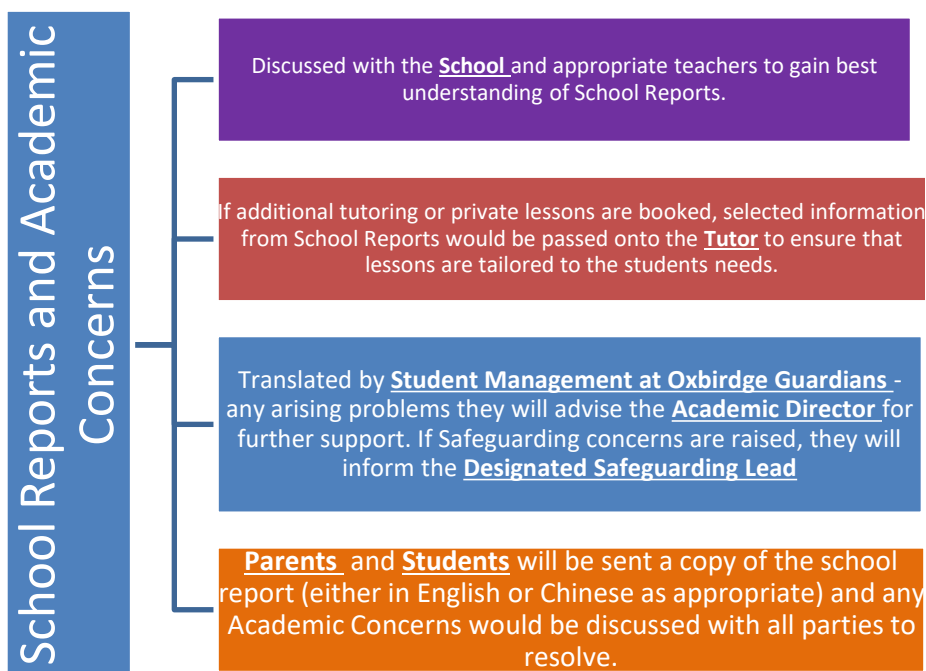 School Reports and Academic
Concerns
Discussed with the School and appropriate teachers to gain best
understanding of School Reports.
If additional tutoring or private lessons are booked, selected information
from School Reports would be passed onto the Tutor to ensure that
lessons are tailored to the students needs.
Translated by Student Management at Oxbirdge Guardians -
any arising problems they will advise the Academic Director for
further support. If Safeguarding concerns are raised, they will
inform the Designated Safeguarding Lead
Parents and Students will be sent a copy of the school
report (either in English or Chinese as appropriate) and any
Academic Concerns would be discussed with all parties to
resolve.